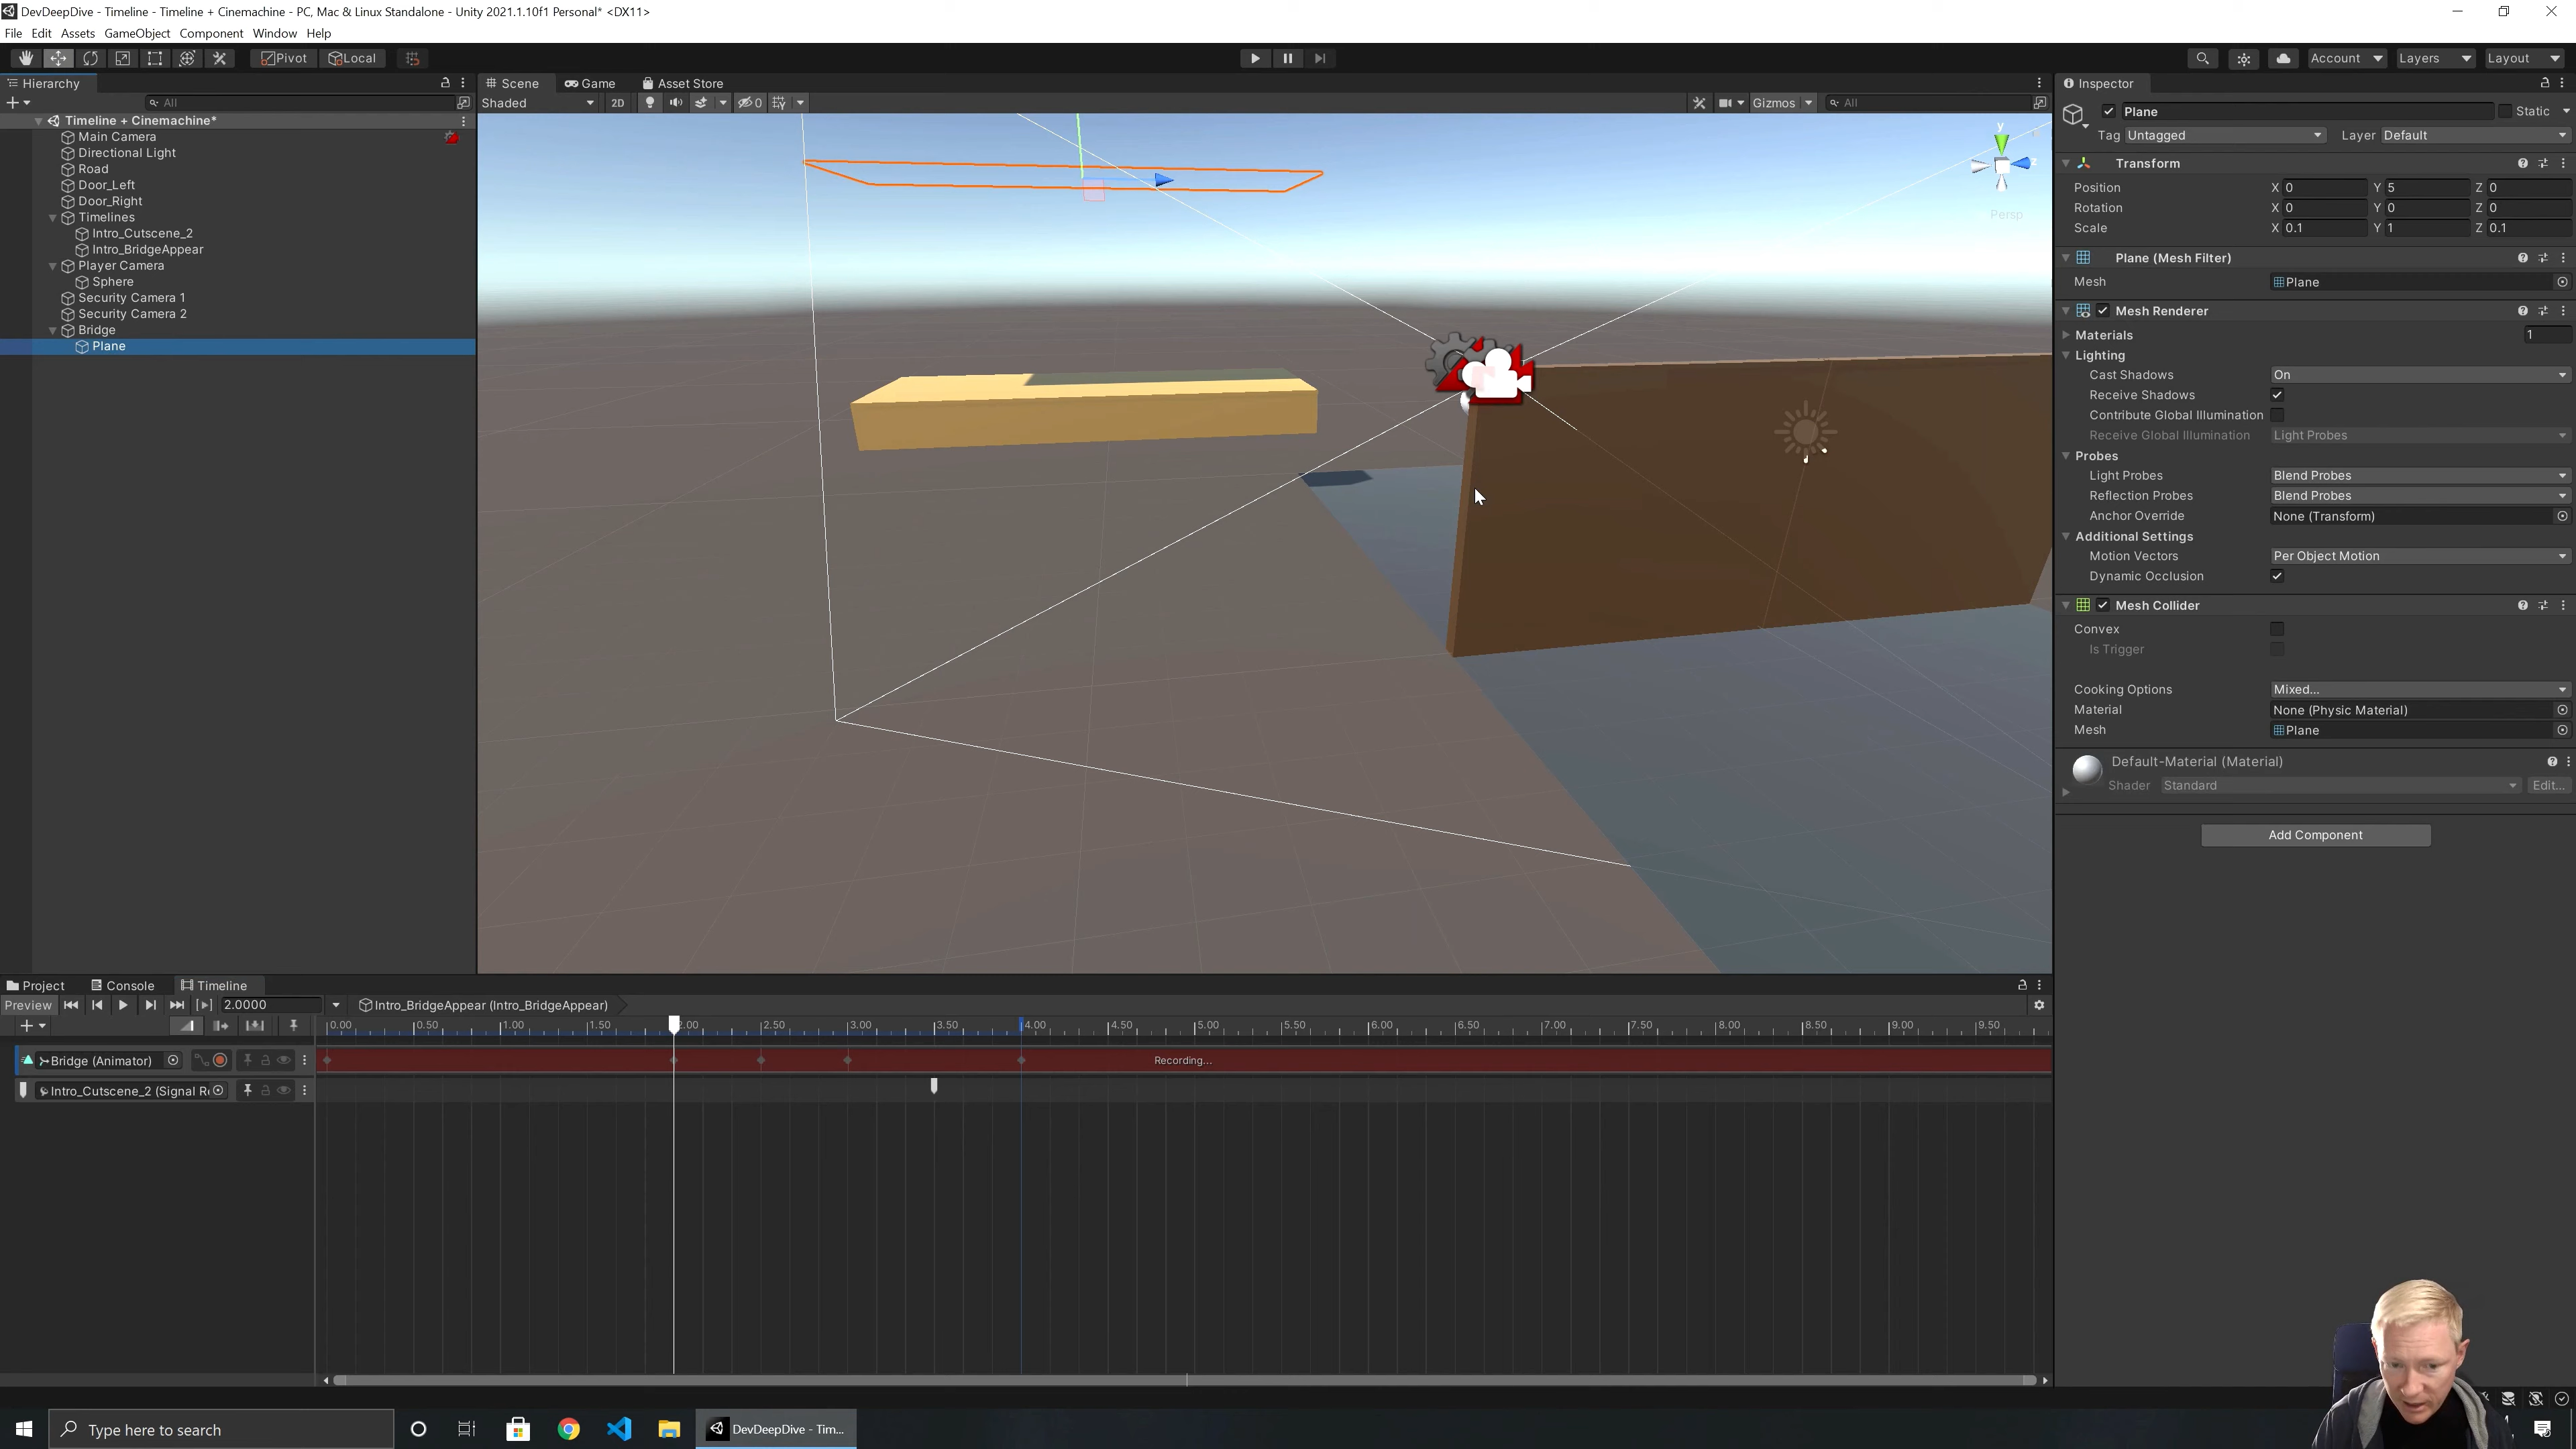 DevDeepDive - Timeline - Timeline + Cinemachine - PC, Mac & Linux Standalone - Unity 2021.1.10f1 Personal* <DX11>
File Edit Assets GameObject Component Window Help
Pivot Local Account Layers Layout
Hierarchy
All
Timeline + Cinemachine*
Main Camera
Directional Light
Road
Door_Left
Door_Right
Timelines
Intro_Cutscene_2
Intro_BridgeAppear
Player Camera
Sphere
Security Camera 1
Security Camera 2
Bridge
Plane
Scene Game Asset Store
Shaded 2D 0 Gizmos All
y
z
Persp
Inspector
Plane Static
Tag Untagged Layer Default
Transform
Position X 0 Y 5 Z 0
Rotation X 0 Y 0 Z 0
Scale X 0.1 Y 1 Z 0.1
Plane (Mesh Filter)
Mesh Plane
Mesh Renderer
Materials 1
Lighting
Cast Shadows On
Receive Shadows
Contribute Global Illumination
Receive Global Illumination Light Probes
Probes
Light Probes Blend Probes
Reflection Probes Blend Probes
Anchor Override None (Transform)
Additional Settings
Motion Vectors Per Object Motion
Dynamic Occlusion
Mesh Collider
Convex
Is Trigger
Cooking Options Mixed...
Material None (Physic Material)
Mesh Plane
Default-Material (Material)
Shader Standard Edit...
Add Component
Project Console Timeline
Preview 2.0000 Intro_BridgeAppear (Intro_BridgeAppear)
0.00 0.50 1.00 1.50 2.00 2.50 3.00 3.50 4.00 4.50 5.00 5.50 6.00 6.50 7.00 7.50 8.00 8.50 9.00 9.50
Bridge (Animator) Recording...
Intro_Cutscene_2 (Signal R
Type here to search DevDeepDive - Tim...